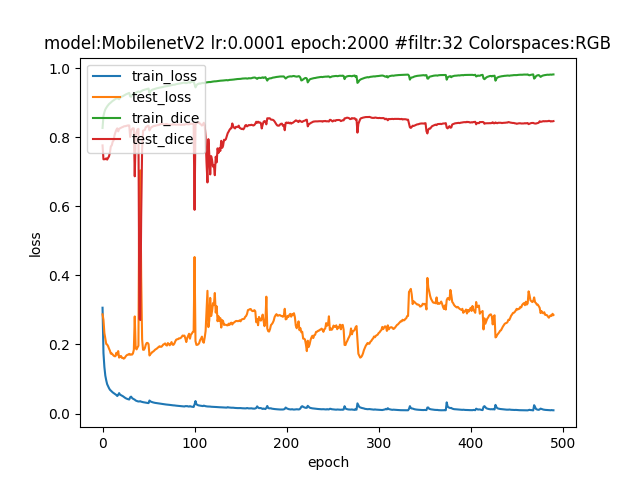 model:MobilenetV2 lr:0.0001 epoch:2000 #filtr:32 Colorspaces:RGB
train_loss
test_loss
train_dice
test_dice
1.0
0.8
0.6
0.4
0.2
0.0
loss
0
100
200
300
400
500
epoch